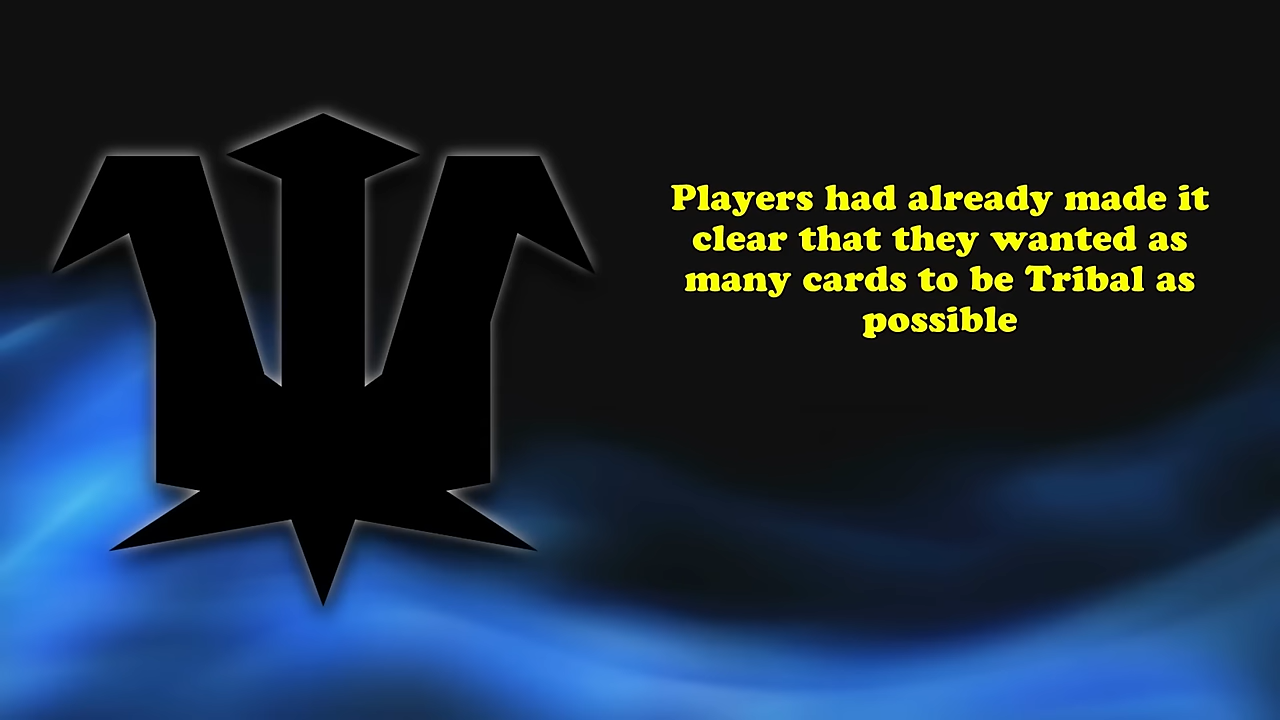 Players had already made it
clear that they wanted as
many cards to be Tribal as
possible